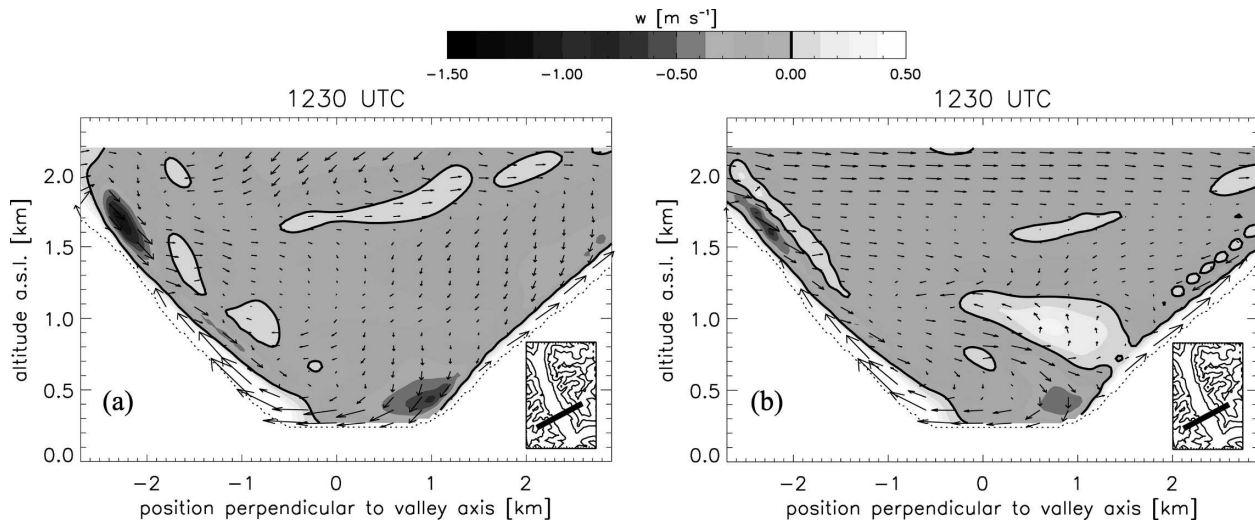 w [m s⁻¹]
−1.50 −1.00 −0.50 0.00 0.50
1230 UTC
2.0
1.5
1.0
0.5
0.0
altitude a.s.l. [km]
(a)
−2 −1 0 1 2
position perpendicular to valley axis [km]
1230 UTC
2.0
1.5
1.0
0.5
0.0
altitude a.s.l. [km]
(b)
−2 −1 0 1 2
position perpendicular to valley axis [km]